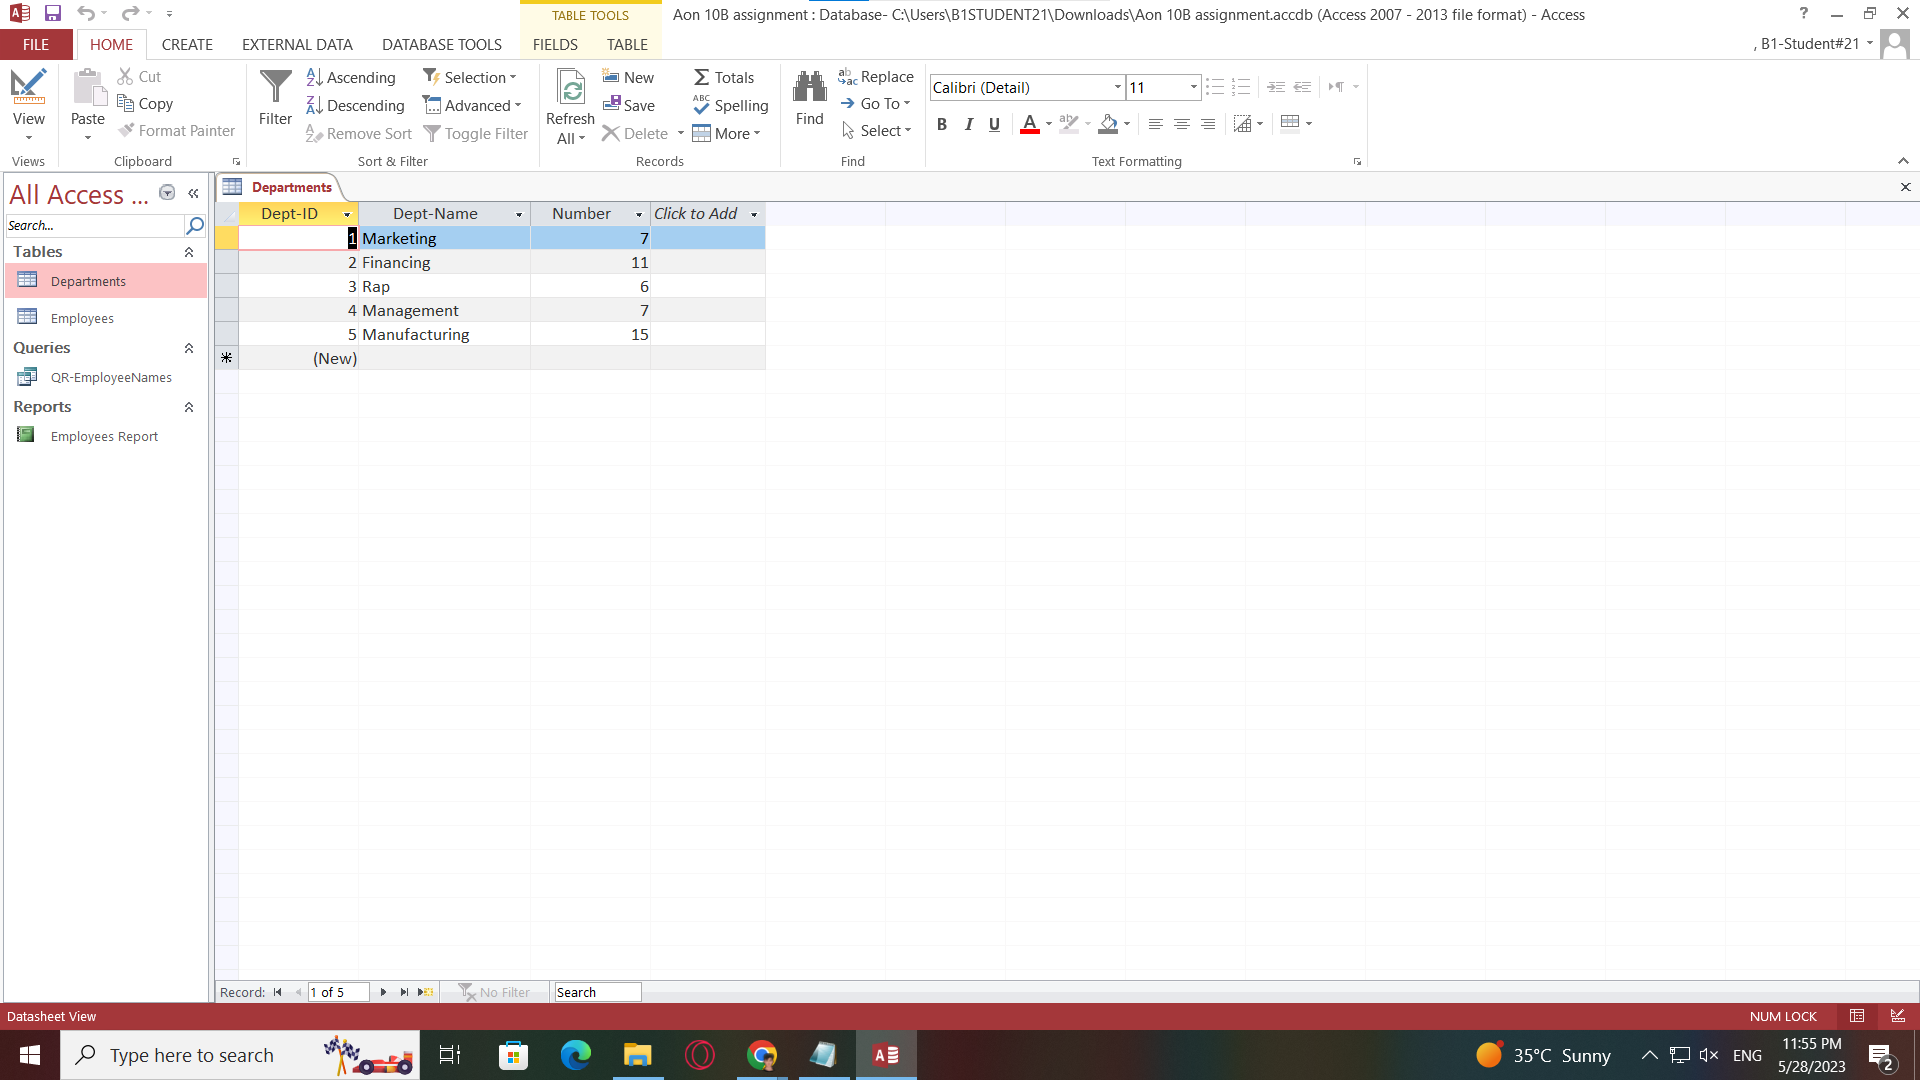 TABLE TOOLS
Aon 10B assignment : Database- C:\Users\B1STUDENT21\Downloads\Aon 10B assignment.accdb (Access 2007 - 2013 file format) - Access
?
FILE HOME CREATE EXTERNAL DATA DATABASE TOOLS FIELDS TABLE
, B1-Student#21
View
Views
Paste
Cut
Copy
Format Painter
Clipboard
Filter
Ascending
Descending
Remove Sort
Selection
Advanced
Toggle Filter
Sort & Filter
Refresh
All
New
Save
Delete
Totals
Spelling
More
Records
Find
Replace
Go To
Select
Find
Calibri (Detail) 11
B I U A
Text Formatting
All Access ...
Search...
Tables
Departments
Employees
Queries
QR-EmployeeNames
Reports
Employees Report
Departments
Dept-ID Dept-Name Number Click to Add
1 Marketing 7
2 Financing 11
3 Rap 6
4 Management 7
5 Manufacturing 15
(New)
Record: 1 of 5 No Filter Search
Datasheet View
NUM LOCK
Type here to search
35°C Sunny
ENG
11:55 PM
5/28/2023
2